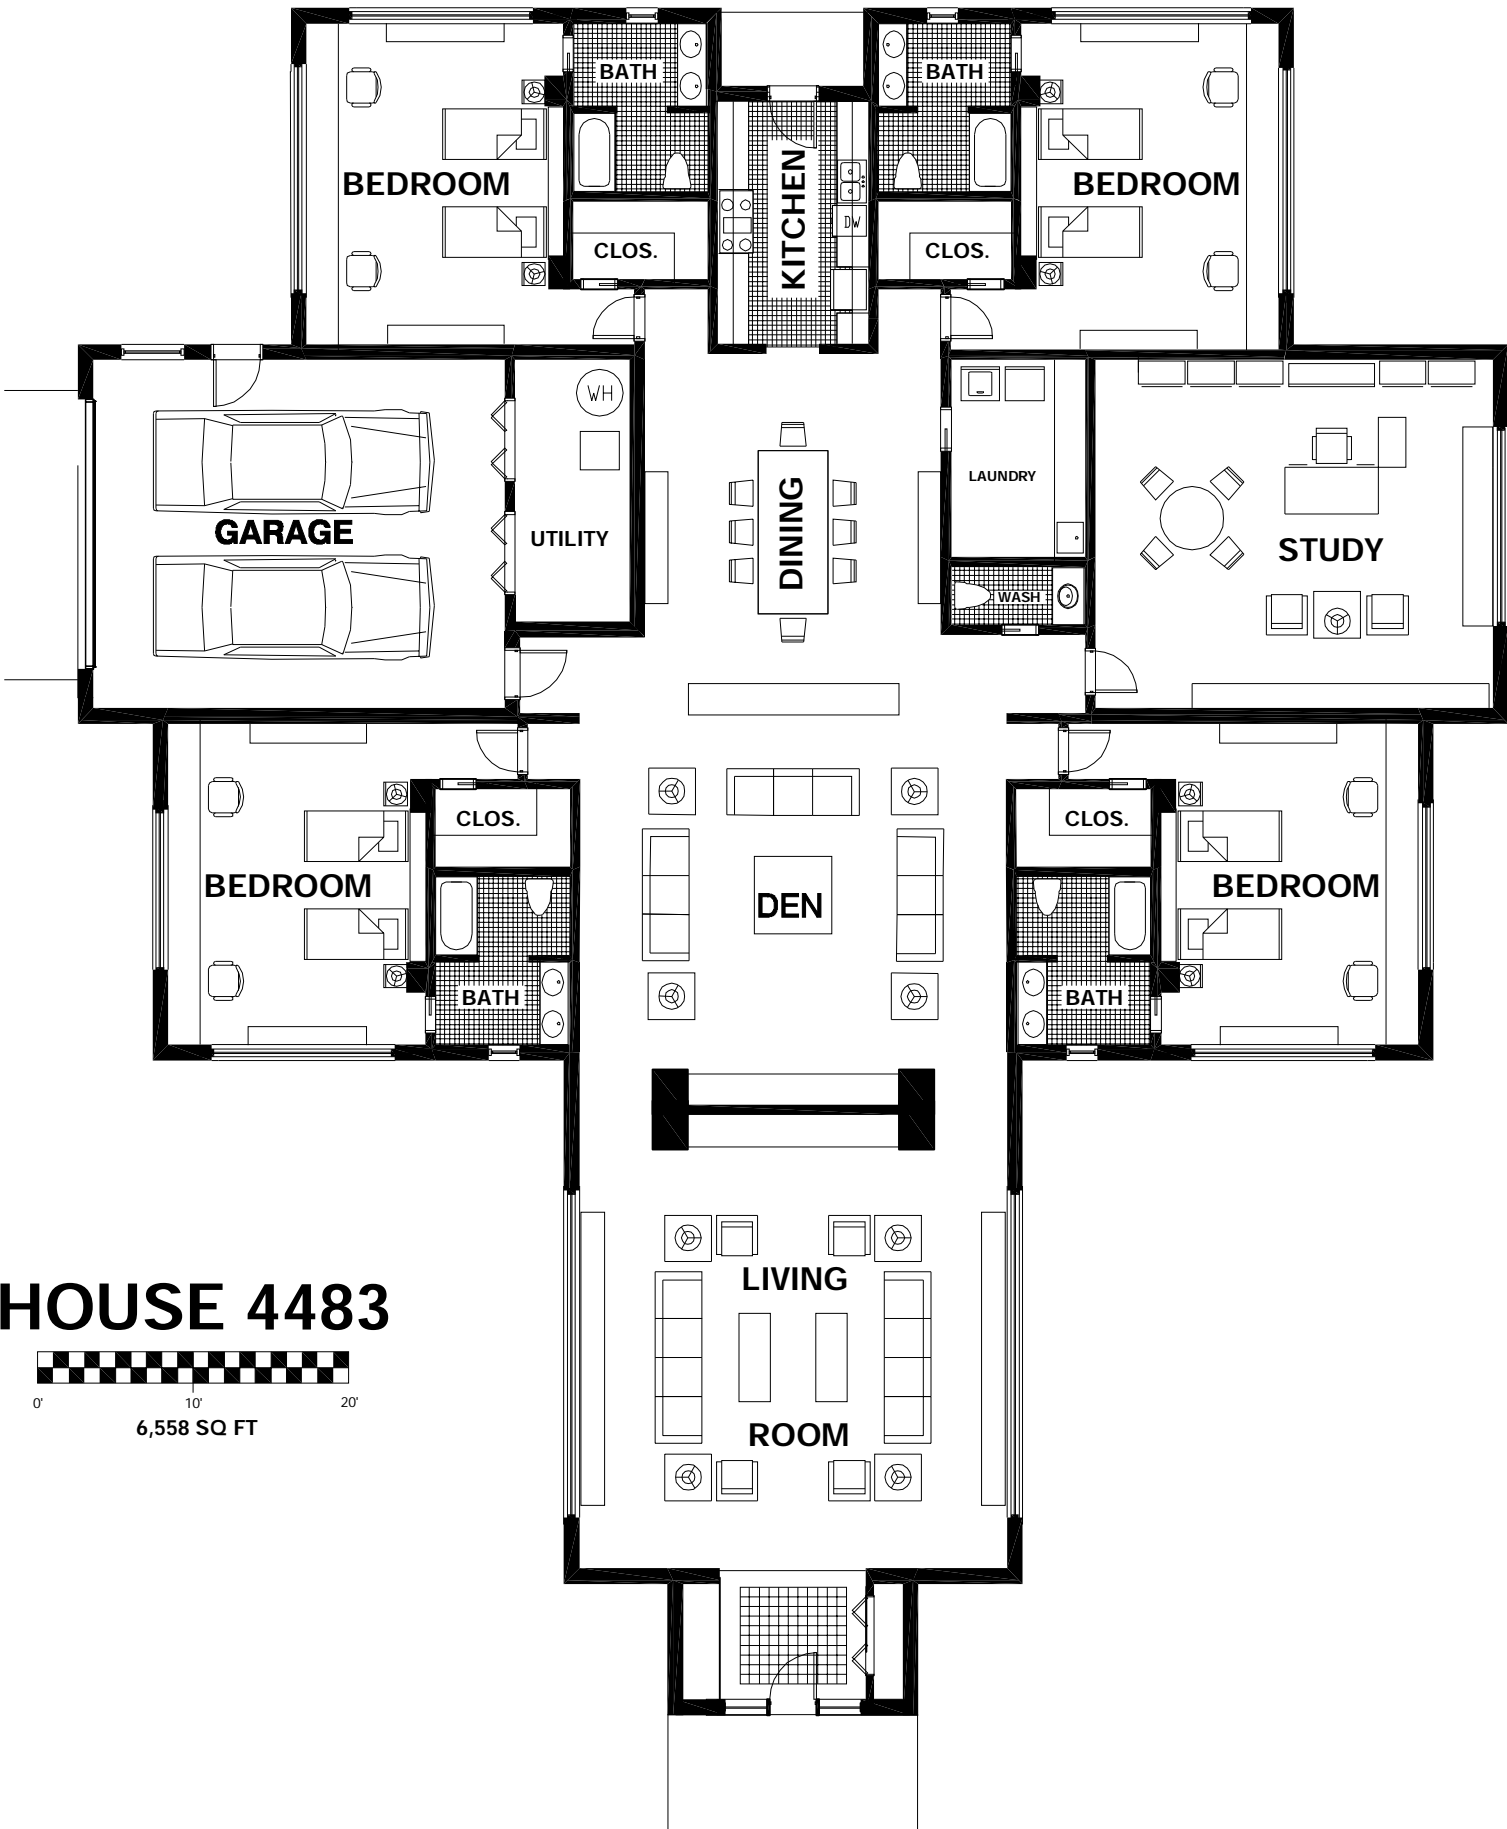 BATH
BATH
BEDROOM
KITCHEN
BEDROOM
DW
CLOS.
CLOS.
WH
GARAGE
UTILITY
DINING
LAUNDRY
WASH
STUDY
CLOS.
CLOS.
BEDROOM
DEN
BEDROOM
BATH
BATH
LIVING
ROOM
HOUSE 4483
0' 10' 20'
6,558 SQ FT